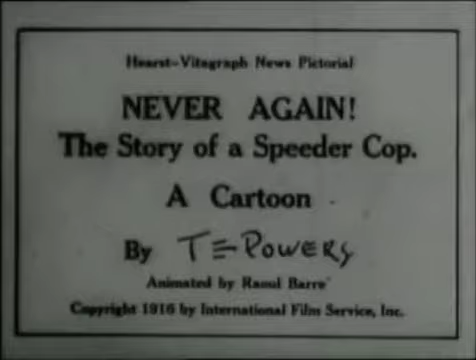 Hearst-Vitagraph News Pictorial
NEVER AGAIN!
The Story of a Speeder Cop.
A Cartoon
By T E POWERS
Animated by Raoul Barre'
Copyright 1916 by International Film Service, Inc.